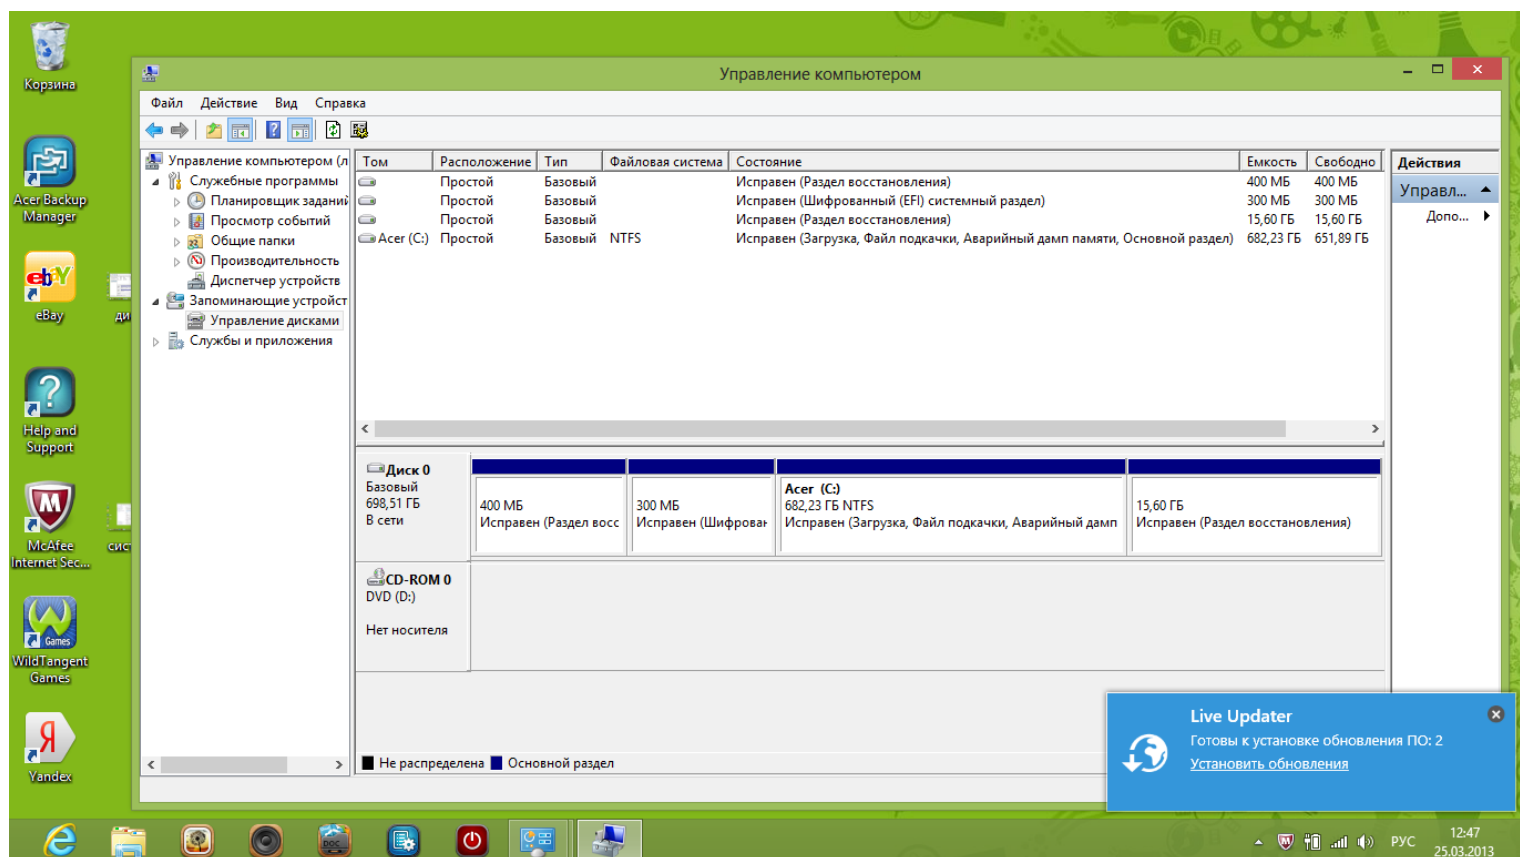 Корзина
Acer Backup
Manager
eBay
ди
Help and
Support
McAfee
Internet Sec...
сис
Games
WildTangent
Games
Я
Yandex
Управление компьютером
Файл Действие Вид Справка
Управление компьютером (л
Служебные программы
Планировщик заданий
Просмотр событий
Общие папки
Производительность
Диспетчер устройств
Запоминающие устройст
Управление дисками
Службы и приложения
Том Расположение Тип Файловая система Состояние Емкость Свободно
Простой Базовый Исправен (Раздел восстановления) 400 МБ 400 МБ
Простой Базовый Исправен (Шифрованный (EFI) системный раздел) 300 МБ 300 МБ
Простой Базовый Исправен (Раздел восстановления) 15,60 ГБ 15,60 ГБ
Acer (C:) Простой Базовый NTFS Исправен (Загрузка, Файл подкачки, Аварийный дамп памяти, Основной раздел) 682,23 ГБ 651,89 ГБ
Действия
Управл...
Допо...
Диск 0
Базовый
698,51 ГБ
В сети
400 МБ
Исправен (Раздел восс
300 МБ
Исправен (Шифрован
Acer (C:)
682,23 ГБ NTFS
Исправен (Загрузка, Файл подкачки, Аварийный дамп
15,60 ГБ
Исправен (Раздел восстановления)
CD-ROM 0
DVD (D:)
Нет носителя
Не распределена Основной раздел
Live Updater
Готовы к установке обновления ПО: 2
Установить обновления
DOC
РУС
12:47
25.03.2013